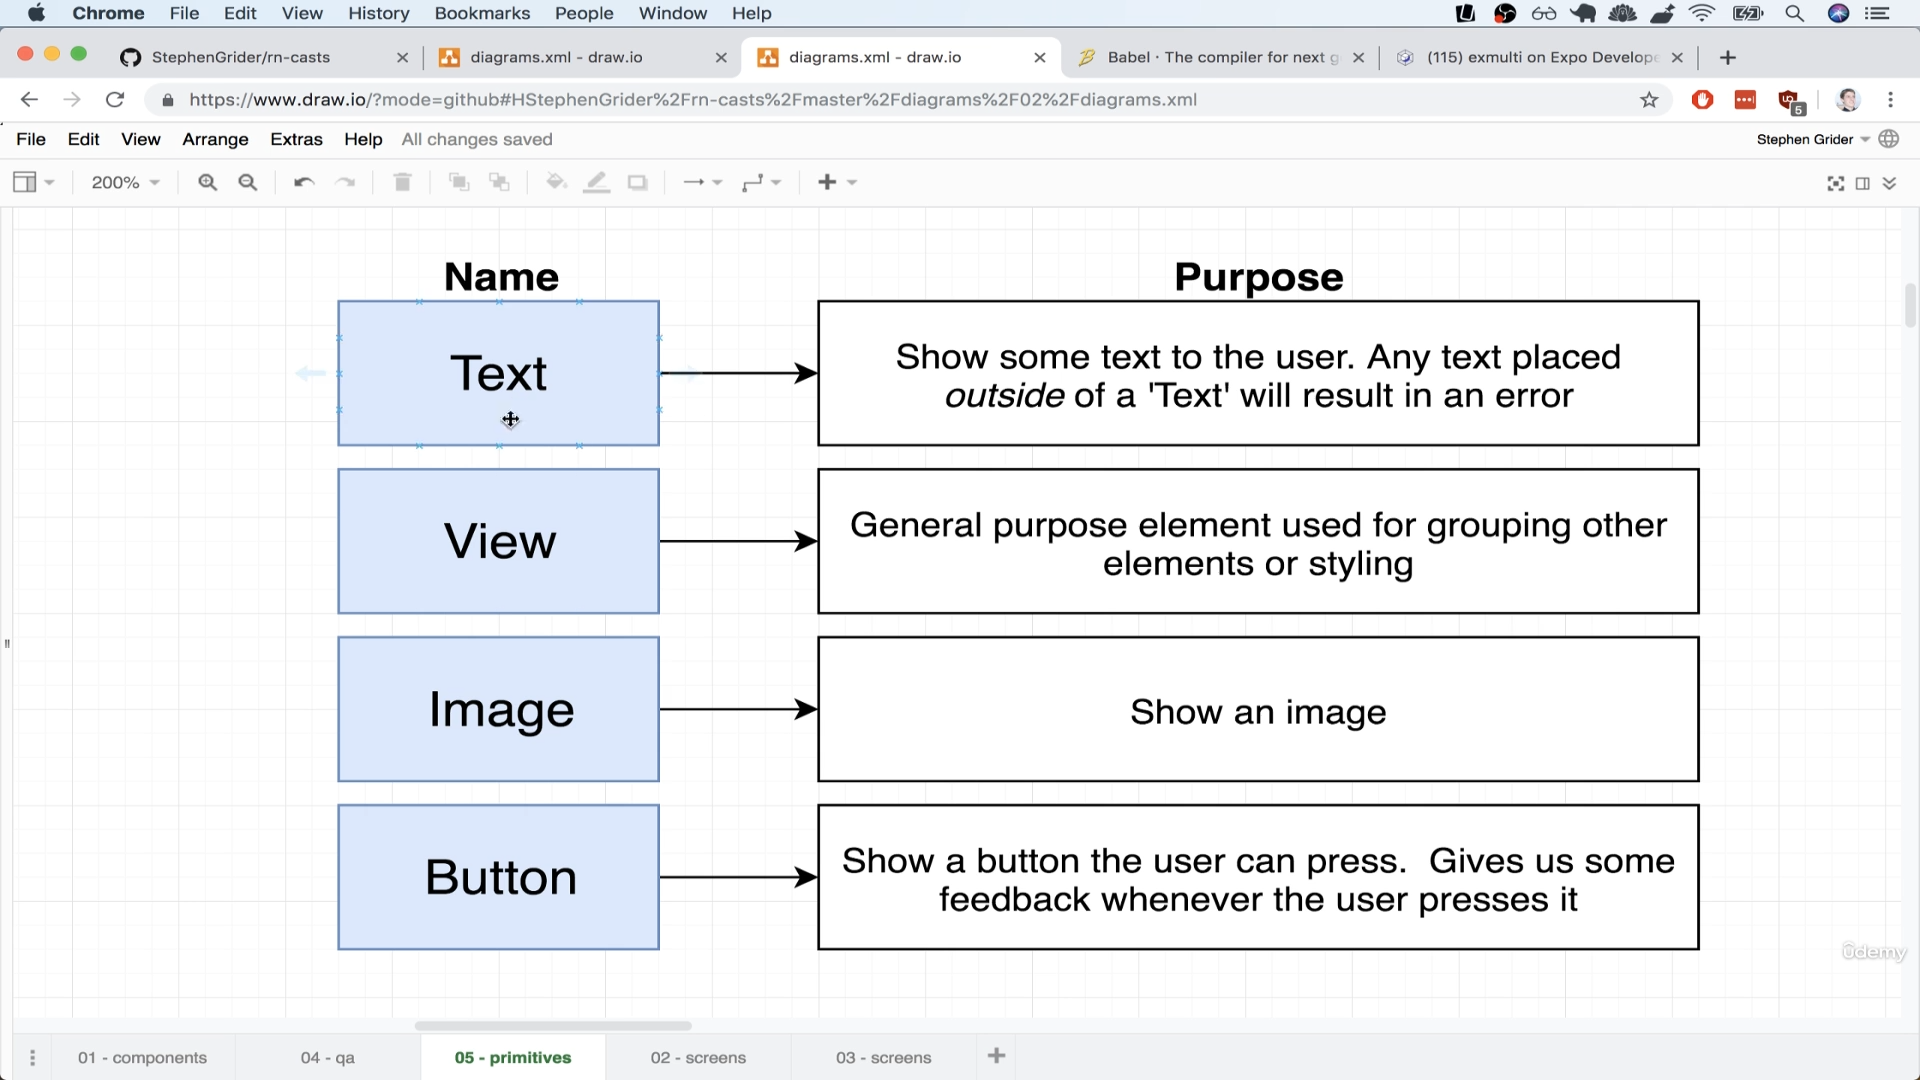 Chrome File Edit View History Bookmarks People Window Help
StephenGrider/rn-casts
diagrams.xml - draw.io
diagrams.xml - draw.io
Babel · The compiler for next g
(115) exmulti on Expo Develope
https://www.draw.io/?mode=github#HStephenGrider%2Frn-casts%2Fmaster%2Fdiagrams%2F02%2Fdiagrams.xml
5
File Edit View Arrange Extras Help All changes saved
Stephen Grider
200%
Name
Purpose
Text
Show some text to the user. Any text placed
outside of a 'Text' will result in an error
View
General purpose element used for grouping other
elements or styling
Image
Show an image
Button
Show a button the user can press.  Gives us some
feedback whenever the user presses it
ûdemy
01 - components
04 - qa
05 - primitives
02 - screens
03 - screens